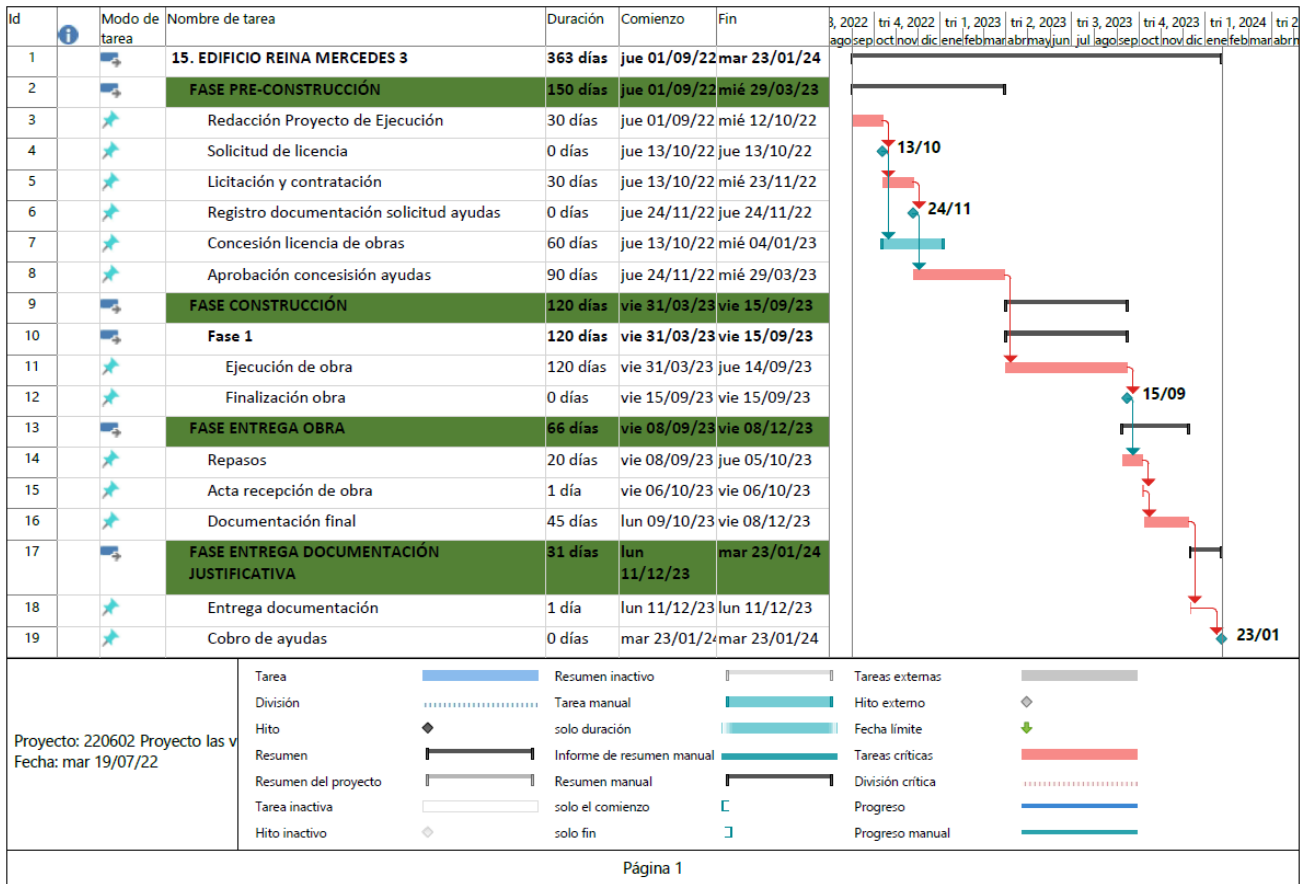 Id Modo de tarea Nombre de tarea Duración Comienzo Fin 3, 2022 tri 4, 2022 tri 1, 2023 tri 2, 2023 tri 3, 2023 tri 4, 2023 tri 1, 2024 tri 2
ago sep oct nov dic ene feb mar abr may jun jul ago sep oct nov dic ene feb mar abr
1 15. EDIFICIO REINA MERCEDES 3 363 días jue 01/09/22 mar 23/01/24
2 FASE PRE-CONSTRUCCIÓN 150 días jue 01/09/22 mié 29/03/23
3 Redacción Proyecto de Ejecución 30 días jue 01/09/22 mié 12/10/22
4 Solicitud de licencia 0 días jue 13/10/22 jue 13/10/22 13/10
5 Licitación y contratación 30 días jue 13/10/22 mié 23/11/22
6 Registro documentación solicitud ayudas 0 días jue 24/11/22 jue 24/11/22 24/11
7 Concesión licencia de obras 60 días jue 13/10/22 mié 04/01/23
8 Aprobación concesisión ayudas 90 días jue 24/11/22 mié 29/03/23
9 FASE CONSTRUCCIÓN 120 días vie 31/03/23 vie 15/09/23
10 Fase 1 120 días vie 31/03/23 vie 15/09/23
11 Ejecución de obra 120 días vie 31/03/23 jue 14/09/23
12 Finalización obra 0 días vie 15/09/23 vie 15/09/23 15/09
13 FASE ENTREGA OBRA 66 días vie 08/09/23 vie 08/12/23
14 Repasos 20 días vie 08/09/23 jue 05/10/23
15 Acta recepción de obra 1 día vie 06/10/23 vie 06/10/23
16 Documentación final 45 días lun 09/10/23 vie 08/12/23
17 FASE ENTREGA DOCUMENTACIÓN 31 días lun mar 23/01/24
JUSTIFICATIVA 11/12/23
18 Entrega documentación 1 día lun 11/12/23 lun 11/12/23
19 Cobro de ayudas 0 días mar 23/01/24 mar 23/01/24 23/01
Proyecto: 220602 Proyecto las v
Fecha: mar 19/07/22
Tarea Resumen inactivo Tareas externas
División Tarea manual Hito externo
Hito solo duración Fecha límite
Resumen Informe de resumen manual Tareas críticas
Resumen del proyecto Resumen manual División crítica
Tarea inactiva solo el comienzo Progreso
Hito inactivo solo fin Progreso manual
Página 1